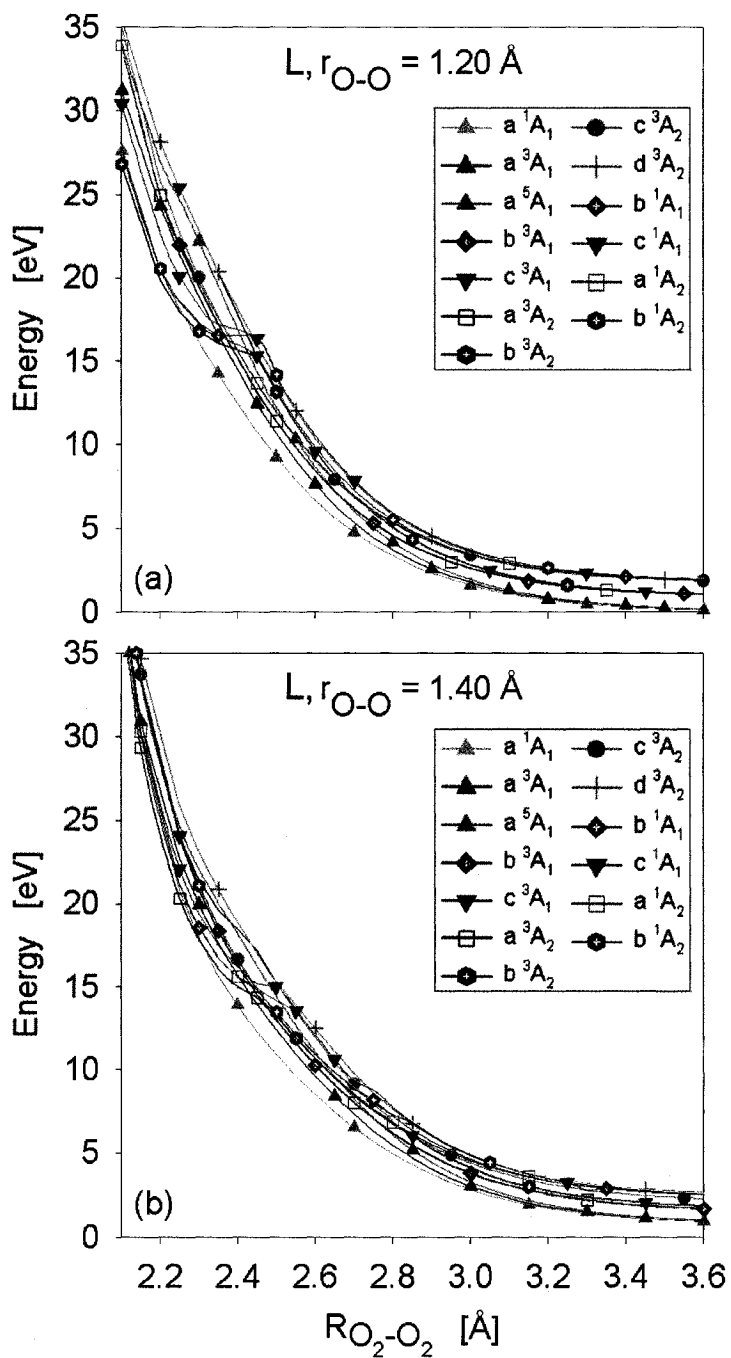 35
30
25
20
15
10
5
0
Energy [eV]
L, rO-O = 1.20 Å
a ¹A₁
a ³A₁
a ⁵A₁
b ³A₁
c ³A₁
a ³A₂
b ³A₂
c ³A₂
d ³A₂
b ¹A₁
c ¹A₁
a ¹A₂
b ¹A₂
(a)
35
30
25
20
15
10
5
0
Energy [eV]
L, rO-O = 1.40 Å
a ¹A₁
a ³A₁
a ⁵A₁
b ³A₁
c ³A₁
a ³A₂
b ³A₂
c ³A₂
d ³A₂
b ¹A₁
c ¹A₁
a ¹A₂
b ¹A₂
(b)
2.2 2.4 2.6 2.8 3.0 3.2 3.4 3.6
RO₂-O₂ [Å]